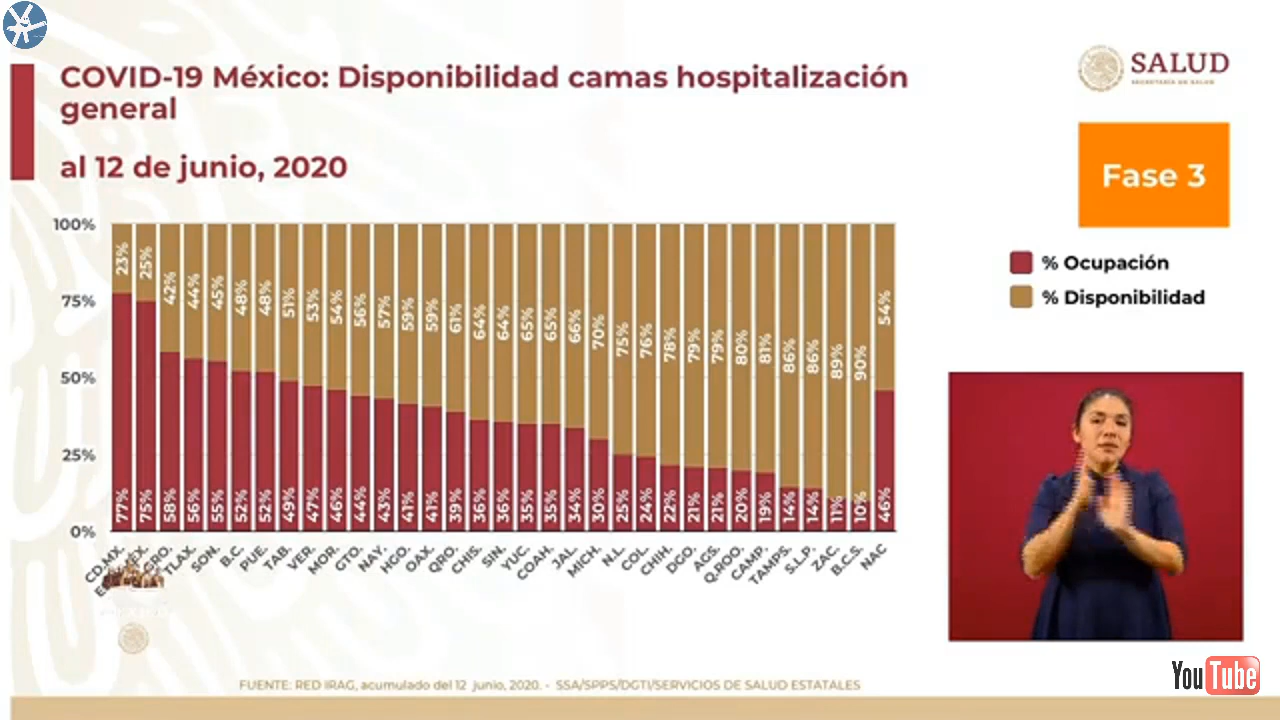 COVID-19 México: Disponibilidad camas hospitalización
general
al 12 de junio, 2020
SALUD
SECRETARÍA DE SALUD
Fase 3
% Ocupación
% Disponibilidad
100%
75%
50%
25%
0%
23% 25% 42% 44% 45% 48% 48% 51% 53% 54% 56% 57% 59% 59% 61% 64% 64% 65% 65% 66% 70% 75% 76% 78% 79% 79% 80% 81% 86% 86% 89% 90% 54%
77% 75% 58% 56% 55% 52% 52% 49% 47% 46% 44% 43% 41% 41% 39% 36% 36% 35% 35% 34% 30% 25% 24% 22% 21% 21% 20% 19% 14% 14% 11% 10% 46%
CD.MX. MEX. GRO. TLAX. SON. B.C. PUE. TAB. VER. MOR. GTO. NAY. HGO. OAX. QRO. CHIS. SIN. YUC. COAH. JAL. MICH. N.L. COL. CHIH. DGO. AGS. Q.ROO. CAMP. TAMPS. S.L.P. ZAC. B.C.S. NAC
FUENTE: RED IRAG, acumulado del 12 junio, 2020. - SSA/SPPS/DGTI/SERVICIOS DE SALUD ESTATALES
YouTube